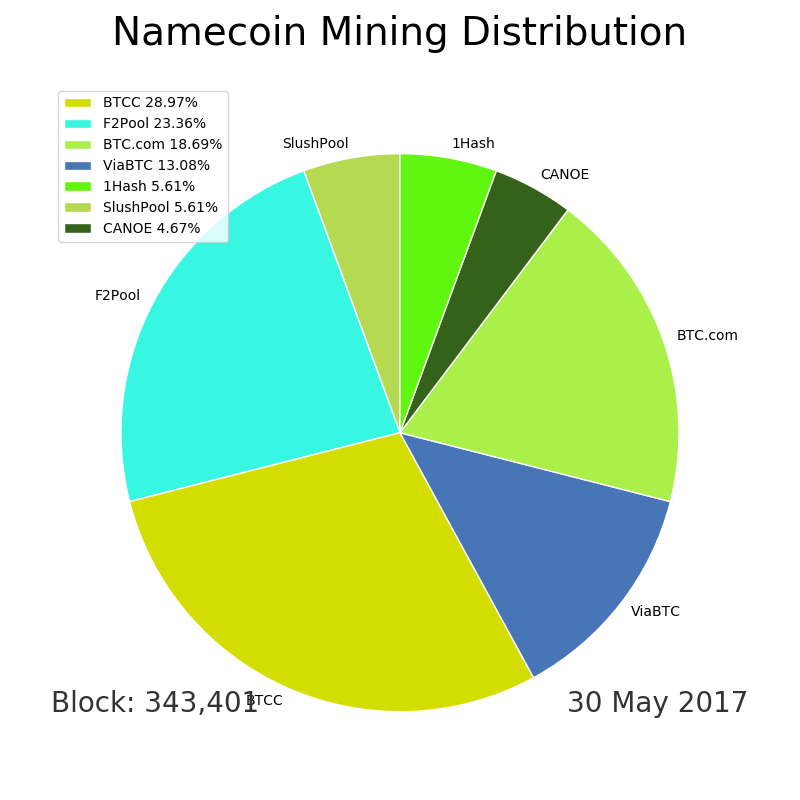 Namecoin Mining Distribution
BTCC 28.97%
F2Pool 23.36%
BTC.com 18.69%
ViaBTC 13.08%
1Hash 5.61%
SlushPool 5.61%
CANOE 4.67%
SlushPool
1Hash
CANOE
F2Pool
BTC.com
ViaBTC
BTCC
Block: 343,401
30 May 2017